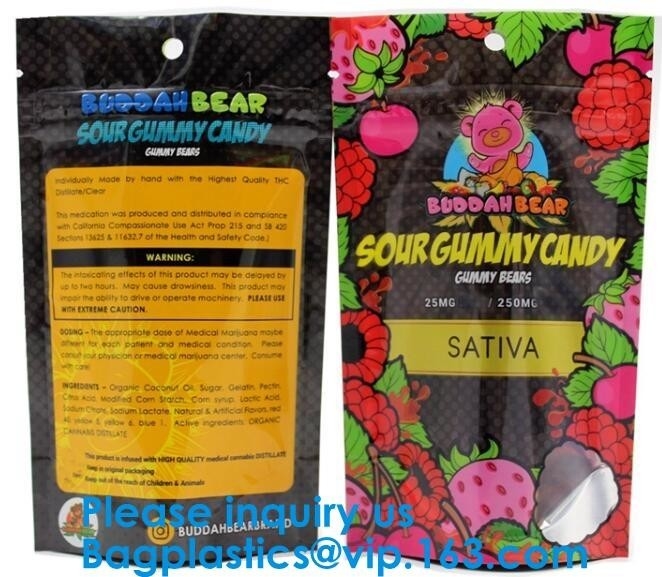 BUDDAH BEAR
SOUR GUMMY CANDY
GUMMY BEARS
Individually Made by hand with the Highest Quality THC
Distillate/Clear
This medication was produced and distributed in compliance
with California Compassionate Use Act Prop 215 and SB 420
Sections 13625 & 11632.7 of the Health and Safety Code.)
WARNING:
The intoxicating effects of this product may be delayed by
up to two hours. May cause drowsiness. This product may
impair the ability to drive or operate machinery. PLEASE USE
WITH EXTREME CAUTION.
DOSING – The appropriate dose of Medical Marijuana maybe
different for each patient and medical condition. Please
consult your physician or medical marijuana center. Consume
with care!
INGREDIENTS – Organic Coconut Oil, Sugar, Gelatin, Pectin,
Citrus Acid, Modified Corn Starch, Corn syrup, Lactic Acid,
Sodium Citrate, Sodium Lactate, Natural & Artificial Flavors, red
40, yellow 5, yellow 6, blue 1. Active ingredients: ORGANIC
CANNABIS DISTILLATE
This product is infused with HIGH QUALITY medical cannabis DISTILLATE
Keep in original packaging
Keep out of the reach of Children & Animals
BUDDAHBEARBRAND
BUDDAH BEAR
SOUR GUMMY CANDY
GUMMY BEARS
25MG / 250MG
SATIVA
Please inquiry us
Bagplastics@vip.163.com